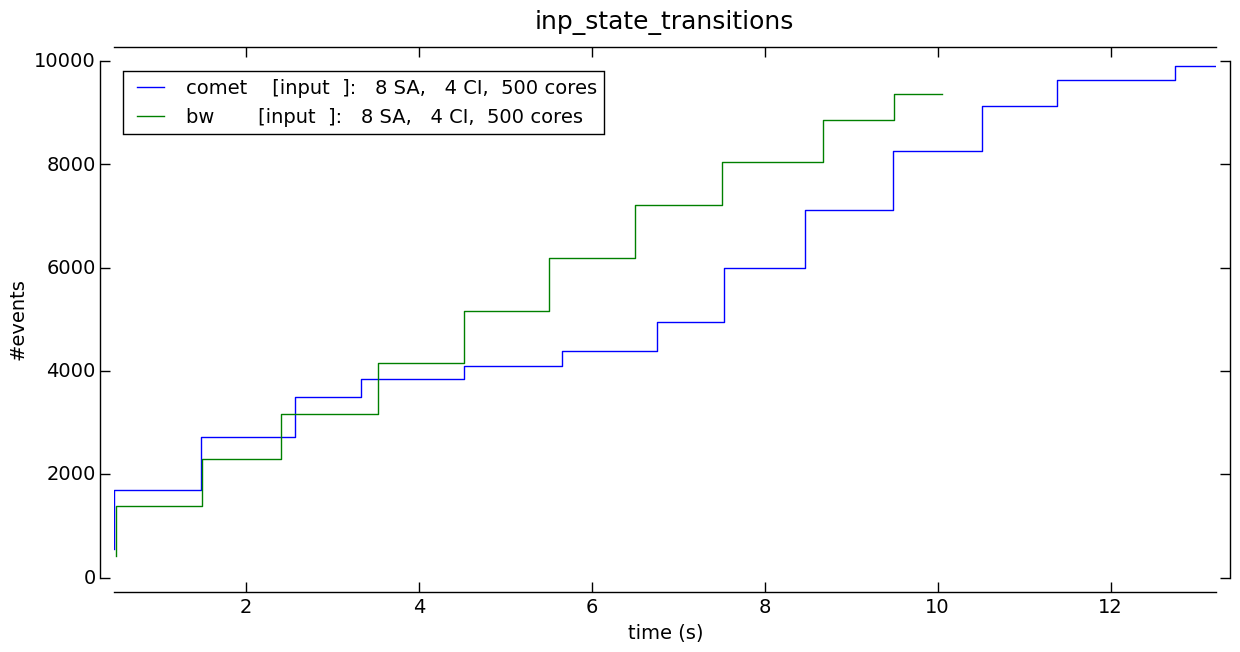 inp_state_transitions
10000
8000
6000
4000
2000
0
#events
comet [input ]: 8 SA, 4 CI, 500 cores
bw [input ]: 8 SA, 4 CI, 500 cores
2 4 6 8 10 12
time (s)